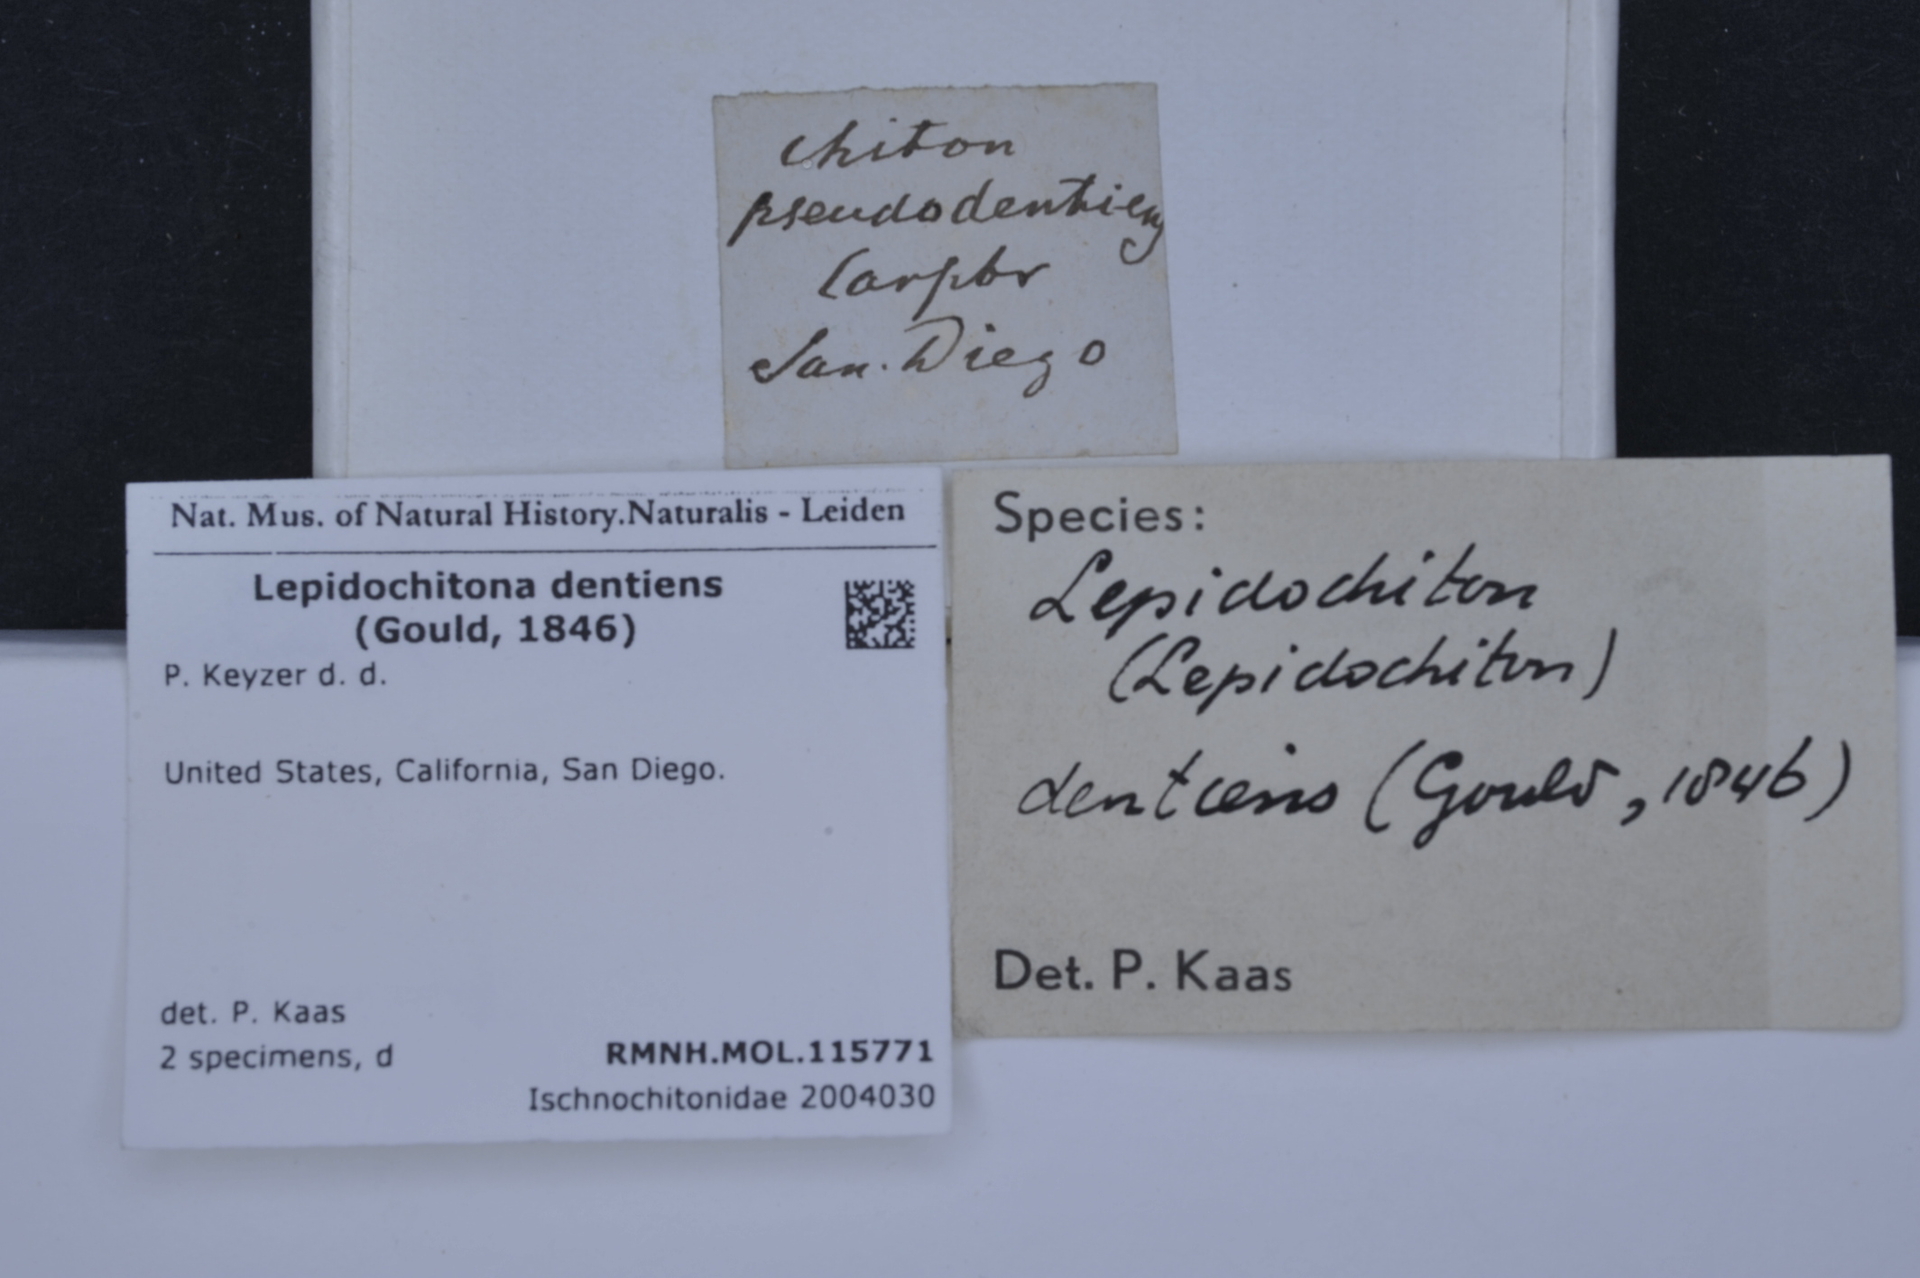 Chiton
pseudodentiens
Carpbr
San. Diego
Nat. Mus. of Natural History.Naturalis - Leiden
Lepidochitona dentiens
(Gould, 1846)
P. Keyzer d. d.
United States, California, San Diego.
det. P. Kaas
2 specimens, d
RMNH.MOL.115771
Ischnochitonidae 2004030
Species:
Lepidochiton
(Lepidochiton)
dentiens (Gould, 1846)
Det. P. Kaas